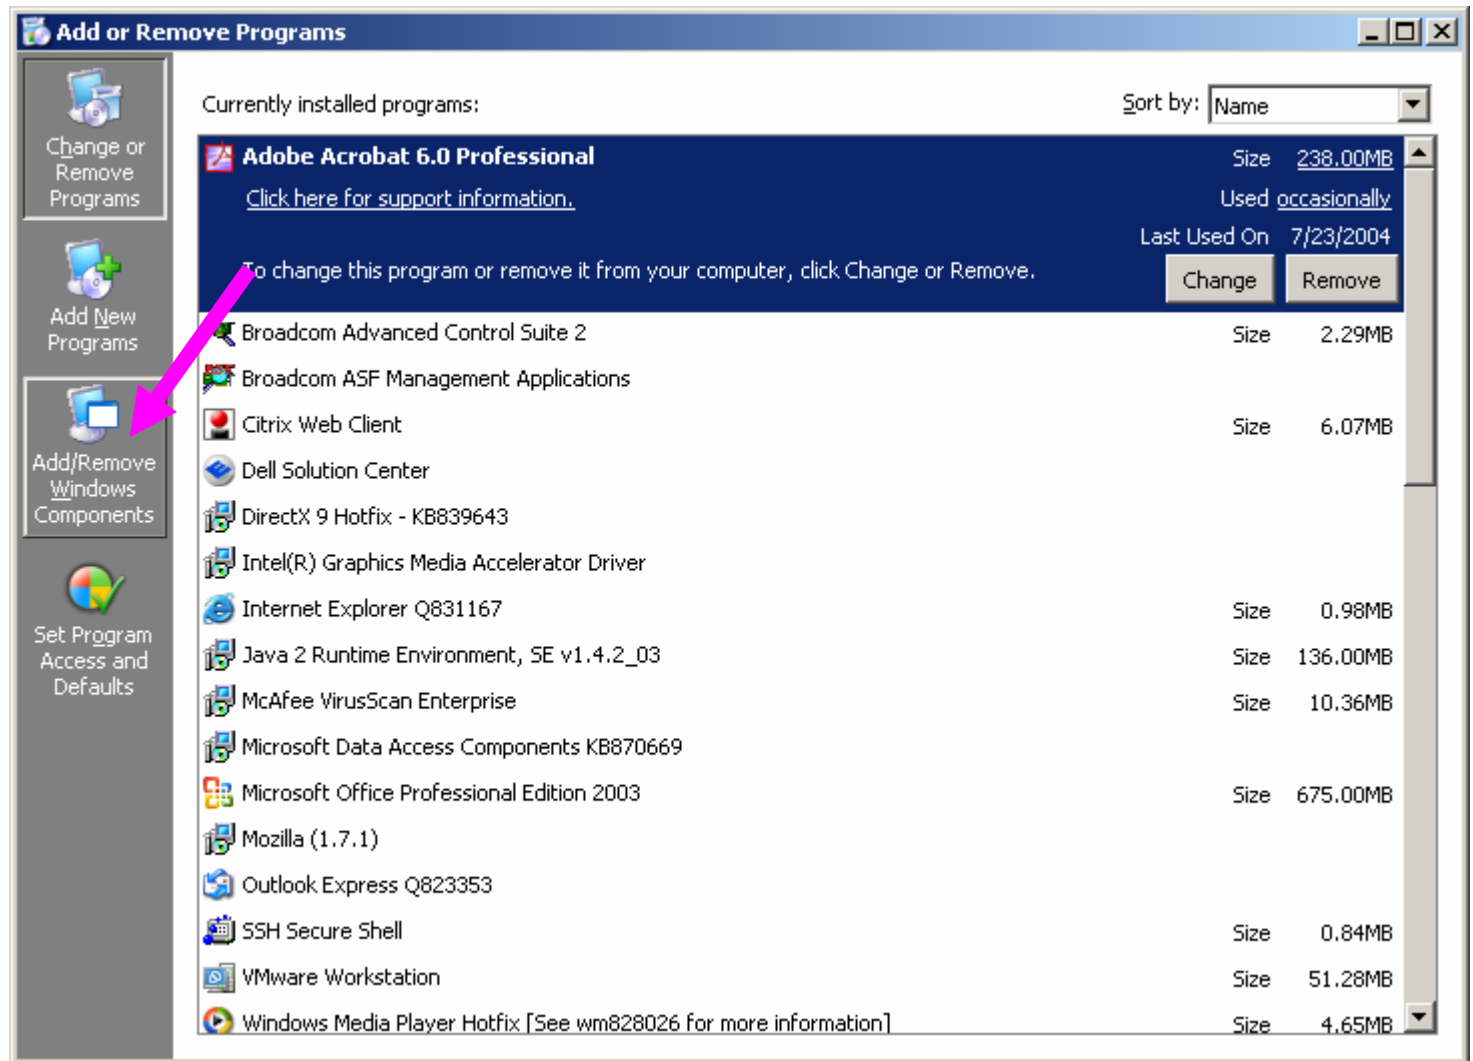 Add or Remove Programs
Change or
Remove
Programs
Add New
Programs
Add/Remove
Windows
Components
Set Program
Access and
Defaults
Currently installed programs:
Sort by: Name
Adobe Acrobat 6.0 Professional Size 238.00MB
Click here for support information. Used occasionally
Last Used On 7/23/2004
To change this program or remove it from your computer, click Change or Remove.
Change Remove
Broadcom Advanced Control Suite 2 Size 2.29MB
Broadcom ASF Management Applications
Citrix Web Client Size 6.07MB
Dell Solution Center
DirectX 9 Hotfix - KB839643
Intel(R) Graphics Media Accelerator Driver
Internet Explorer Q831167 Size 0.98MB
Java 2 Runtime Environment, SE v1.4.2_03 Size 136.00MB
McAfee VirusScan Enterprise Size 10.36MB
Microsoft Data Access Components KB870669
Microsoft Office Professional Edition 2003 Size 675.00MB
Mozilla (1.7.1)
Outlook Express Q823353
SSH Secure Shell Size 0.84MB
VMware Workstation Size 51.28MB
Windows Media Player Hotfix [See wm828026 for more information] Size 4.65MB